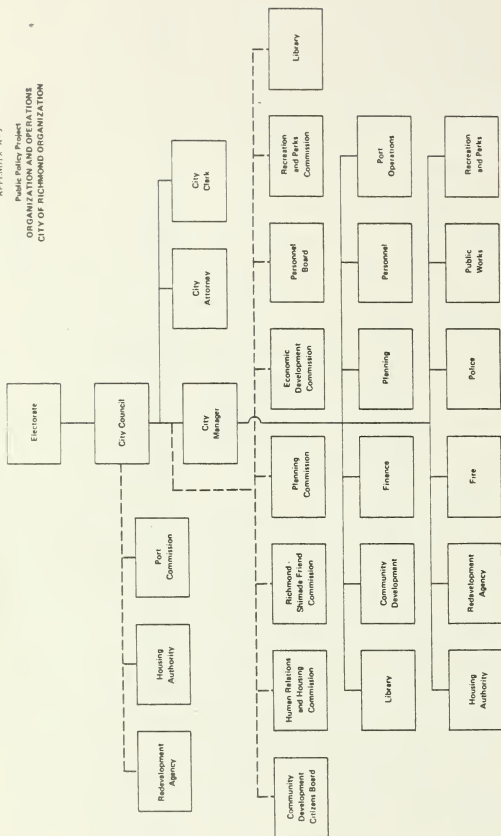 APPENDIX A-3
Public Policy Project
ORGANIZATION AND OPERATIONS
CITY OF RICHMOND ORGANIZATION
Electorate
City Council
City
Manager
City
Attorney
City
Clerk
Redevelopment
Agency
Housing
Authority
Port
Commission
Community
Development
Citizens Board
Human Relations
and Housing
Commission
Richmond -
Shimada Friend
Commission
Planning
Commission
Economic
Development
Commission
Personnel
Board
Recreation
and Parks
Commission
Library
Library
Community
Development
Finance
Planning
Personnel
Port
Operations
Housing
Authority
Redevelopment
Agency
Fire
Police
Public
Works
Recreation
and Parks